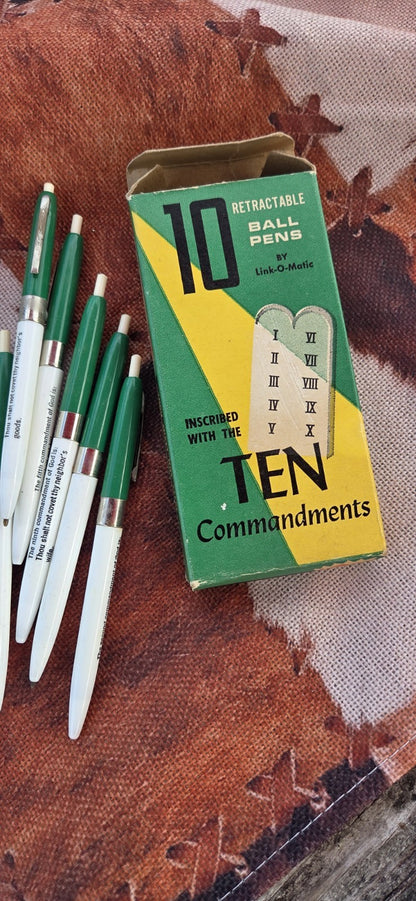 10
RETRACTABLE
BALL
PENS
BY
Link-O-Matic
I VI
II VII
III VIII
IV IX
V X
INSCRIBED
WITH THE
TEN
Commandments
Thou shalt not covet thy neighbor's
goods.
The fifth commandment of God is:
The ninth commandment of God is:
Thou shalt not covet thy neighbor's
wife.